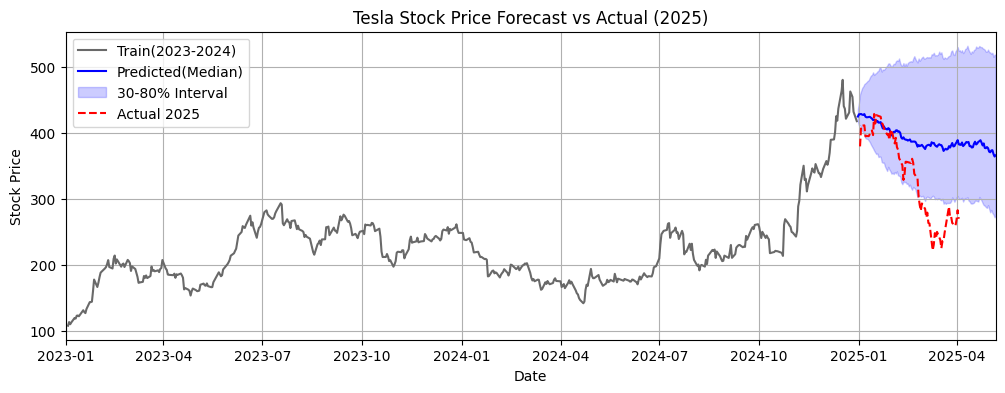 Tesla Stock Price Forecast vs Actual (2025)
Train(2023-2024)
Predicted(Median)
30-80% Interval
Actual 2025
Stock Price
500
400
300
200
100
2023-01 2023-04 2023-07 2023-10 2024-01 2024-04 2024-07 2024-10 2025-01 2025-04
Date